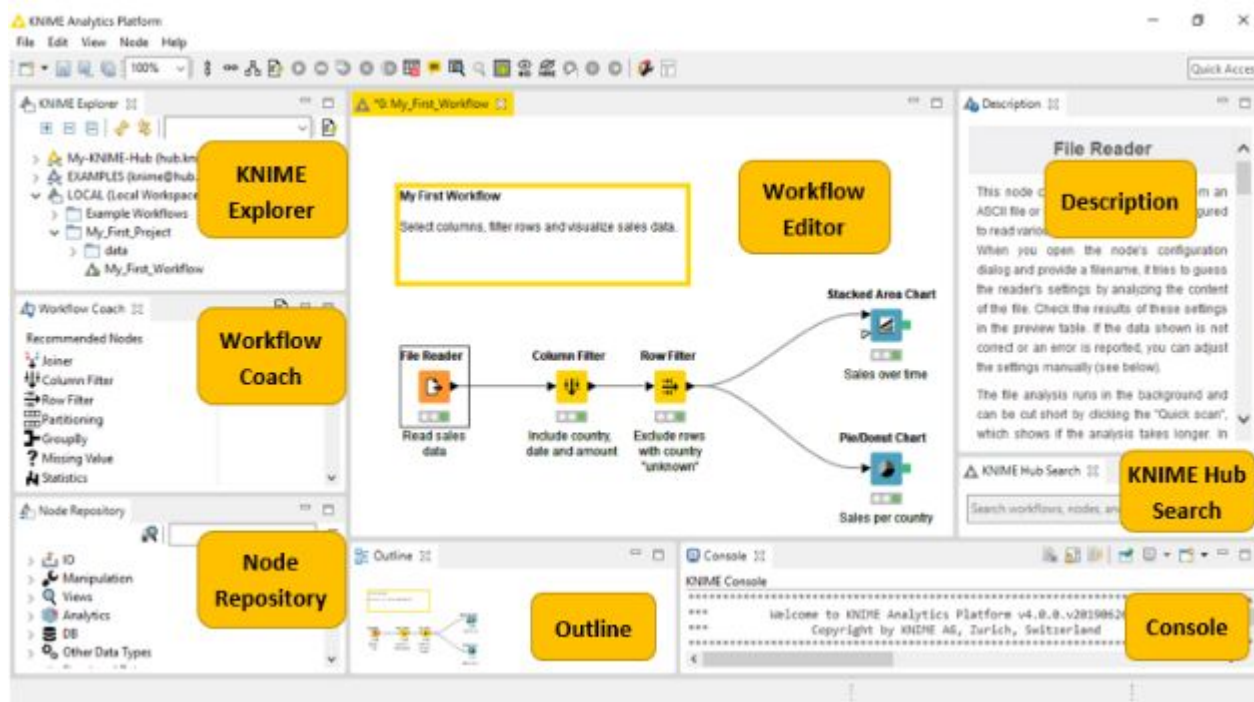 KNIME Analytics Platform
File Edit View Node Help
100%
Quick Acces
KNIME Explorer
My-KNIME-Hub (hub.kn
EXAMPLES (knime@hub.
LOCAL (Local Workspace
Example Workflows
My_First_Project
data
My_First_Workflow
KNIME
Explorer
Workflow Coach
Recommended Nodes
Joiner
Column Filter
Row Filter
Partitioning
GroupBy
Missing Value
Statistics
Workflow
Coach
Node Repository
IO
Manipulation
Views
Analytics
DB
Other Data Types
Node
Repository
*0: My_First_Workflow
My First Workflow
Select columns, filter rows and visualize sales data.
Workflow
Editor
File Reader
Read sales
data
Column Filter
Include country,
date and amount
Row Filter
Exclude rows
with country
"unknown"
Stacked Area Chart
Sales over time
Pie/Donut Chart
Sales per country
Outline
Outline
Console
KNIME Console
***********************************
*** Welcome to KNIME Analytics Platform v4.0.0.v2019062
*** Copyright by KNIME AG, Zurich, Switzerland
***********************************
Console
Description
File Reader
This node c m an
ASCII file or gured
to read vario
When you open the node's configuration
dialog and provide a filename, it tries to guess
the reader's settings by analyzing the content
of the file. Check the results of these settings
in the preview table. If the data shown is not
correct or an error is reported, you can adjust
the settings manually (see below).
The file analysis runs in the background and
can be cut short by clicking the "Quick scan",
which shows if the analysis takes longer. In
Description
KNIME Hub Search
Search workflows, nodes, an
KNIME Hub
Search